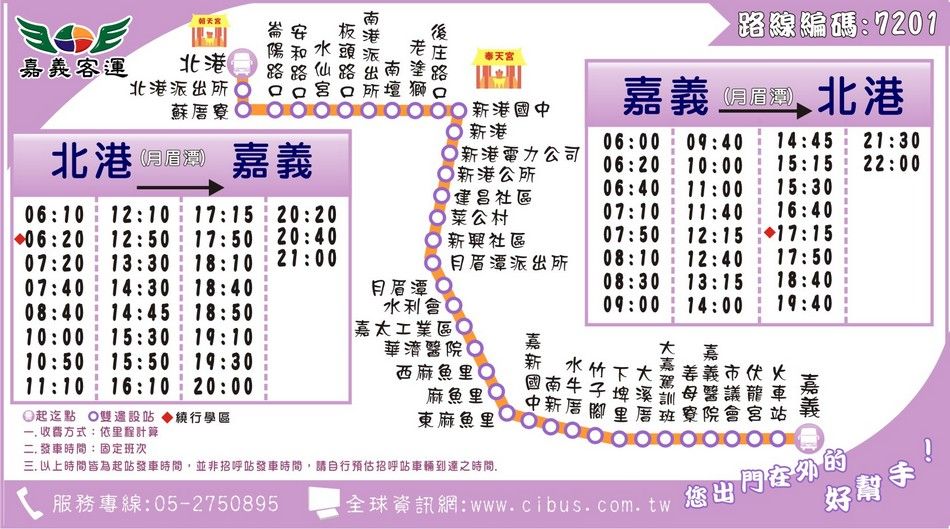 嘉義客運
路線編碼:7201
朝天宮
奉天宮
北港
北港派出所
蘇厝寮
崙陽路口
安和路口
水仙宮
板頭路口
南港派出所
南壇
老塗獅
後庄路口
新港國中
新港
新港電力公司
新港公所
建昌社區
菜公村
新興社區
月眉潭派出所
月眉潭
水利會
嘉太工業區
華濟醫院
西麻魚里
麻魚里
東麻魚里
嘉新國中
南新
水牛厝
竹子腳
下埤里
大溪厝
大嘉駕訓班
姜母寮
嘉義醫院
市議會
伏龍宮
火車站
嘉義
北港 (月眉潭) 嘉義
06:10 12:10 17:15 20:20
06:20 12:50 17:50 20:40
07:20 13:30 18:10 21:00
07:40 14:30 18:40
08:40 14:45 18:50
10:00 15:30 19:10
10:50 15:50 19:30
11:10 16:10 20:00
嘉義 (月眉潭) 北港
06:00 09:40 14:45 21:30
06:20 10:00 15:15 22:00
06:40 11:00 15:30
07:10 11:40 16:40
07:50 12:15 17:15
08:10 12:40 17:50
08:30 13:15 18:40
09:00 14:00 19:40
起迄點 雙邊設站 繞行學區
一.收費方式:依里程計算
二.發車時間:固定班次
三.以上時間皆為起站發車時間,並非招呼站發車時間,請自行預估招呼站車輛到達之時間.
服務專線:05-2750895
全球資訊網:www.cibus.com.tw
您出門在外的
好幫手!